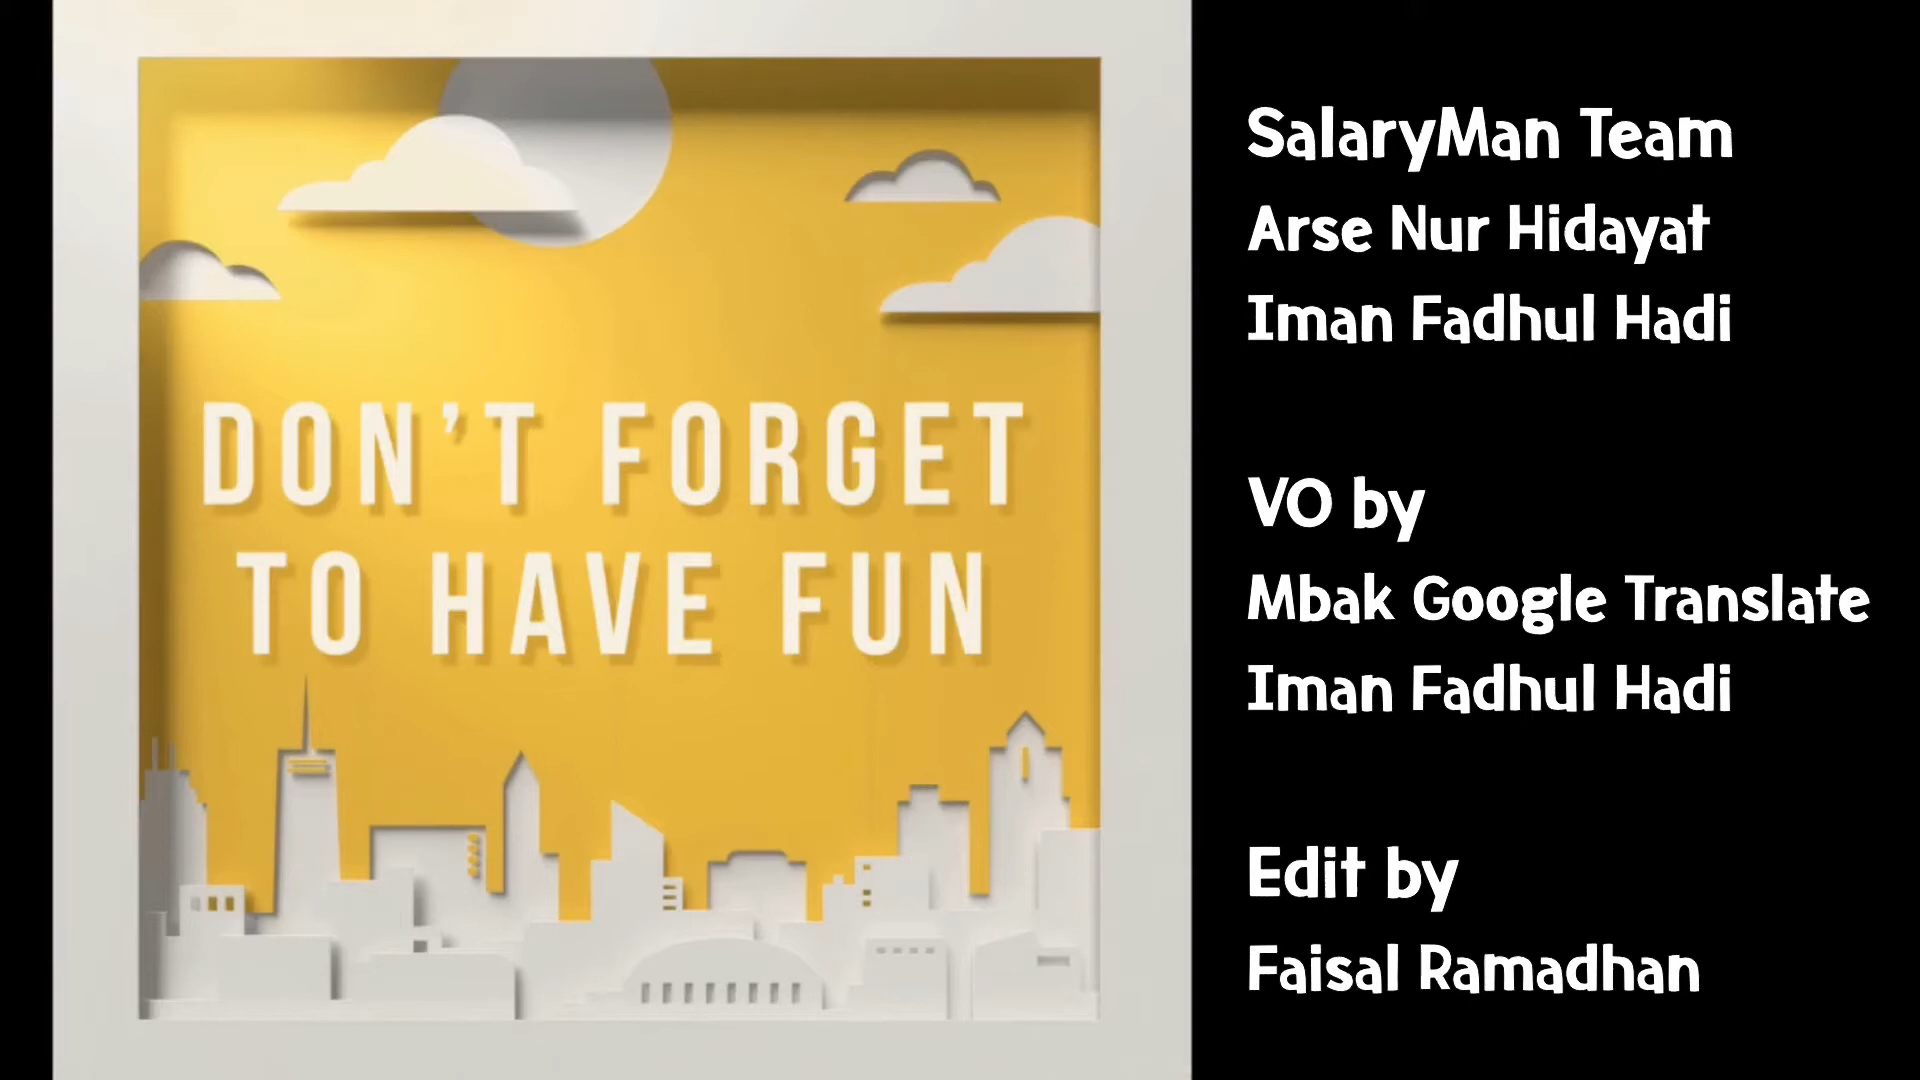 DON'T FORGET
TO HAVE FUN
SalaryMan Team
Arse Nur Hidayat
Iman Fadhul Hadi
VO by
Mbak Google Translate
Iman Fadhul Hadi
Edit by
Faisal Ramadhan